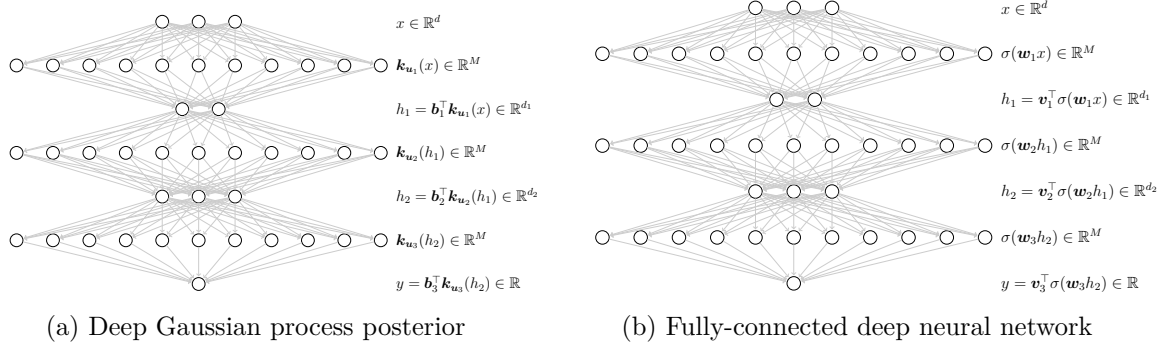 x ∈ ℝ^d
𝒌_{𝒖_1}(x) ∈ ℝ^M
h_1 = 𝒃_1^⊤ 𝒌_{𝒖_1}(x) ∈ ℝ^{d_1}
𝒌_{𝒖_2}(h_1) ∈ ℝ^M
h_2 = 𝒃_2^⊤ 𝒌_{𝒖_2}(h_1) ∈ ℝ^{d_2}
𝒌_{𝒖_3}(h_2) ∈ ℝ^M
y = 𝒃_3^⊤ 𝒌_{𝒖_3}(h_2) ∈ ℝ
(a) Deep Gaussian process posterior
x ∈ ℝ^d
σ(𝒘_1 x) ∈ ℝ^M
h_1 = 𝒗_1^⊤ σ(𝒘_1 x) ∈ ℝ^{d_1}
σ(𝒘_2 h_1) ∈ ℝ^M
h_2 = 𝒗_2^⊤ σ(𝒘_2 h_1) ∈ ℝ^{d_2}
σ(𝒘_3 h_2) ∈ ℝ^M
y = 𝒗_3^⊤ σ(𝒘_3 h_2) ∈ ℝ
(b) Fully-connected deep neural network